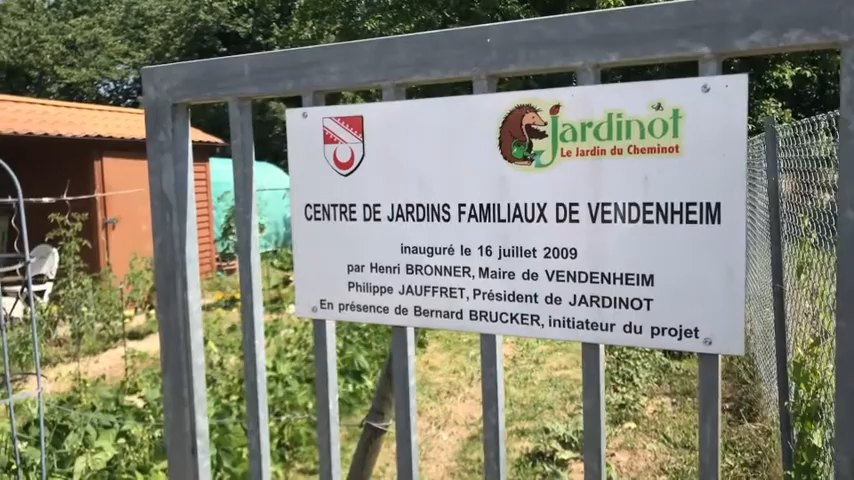 Jardinot
Le Jardin du Cheminot
CENTRE DE JARDINS FAMILIAUX DE VENDENHEIM
inauguré le 16 juillet 2009
par Henri BRONNER, Maire de VENDENHEIM
Philippe JAUFFRET, Président de JARDINOT
En présence de Bernard BRUCKER, initiateur du projet